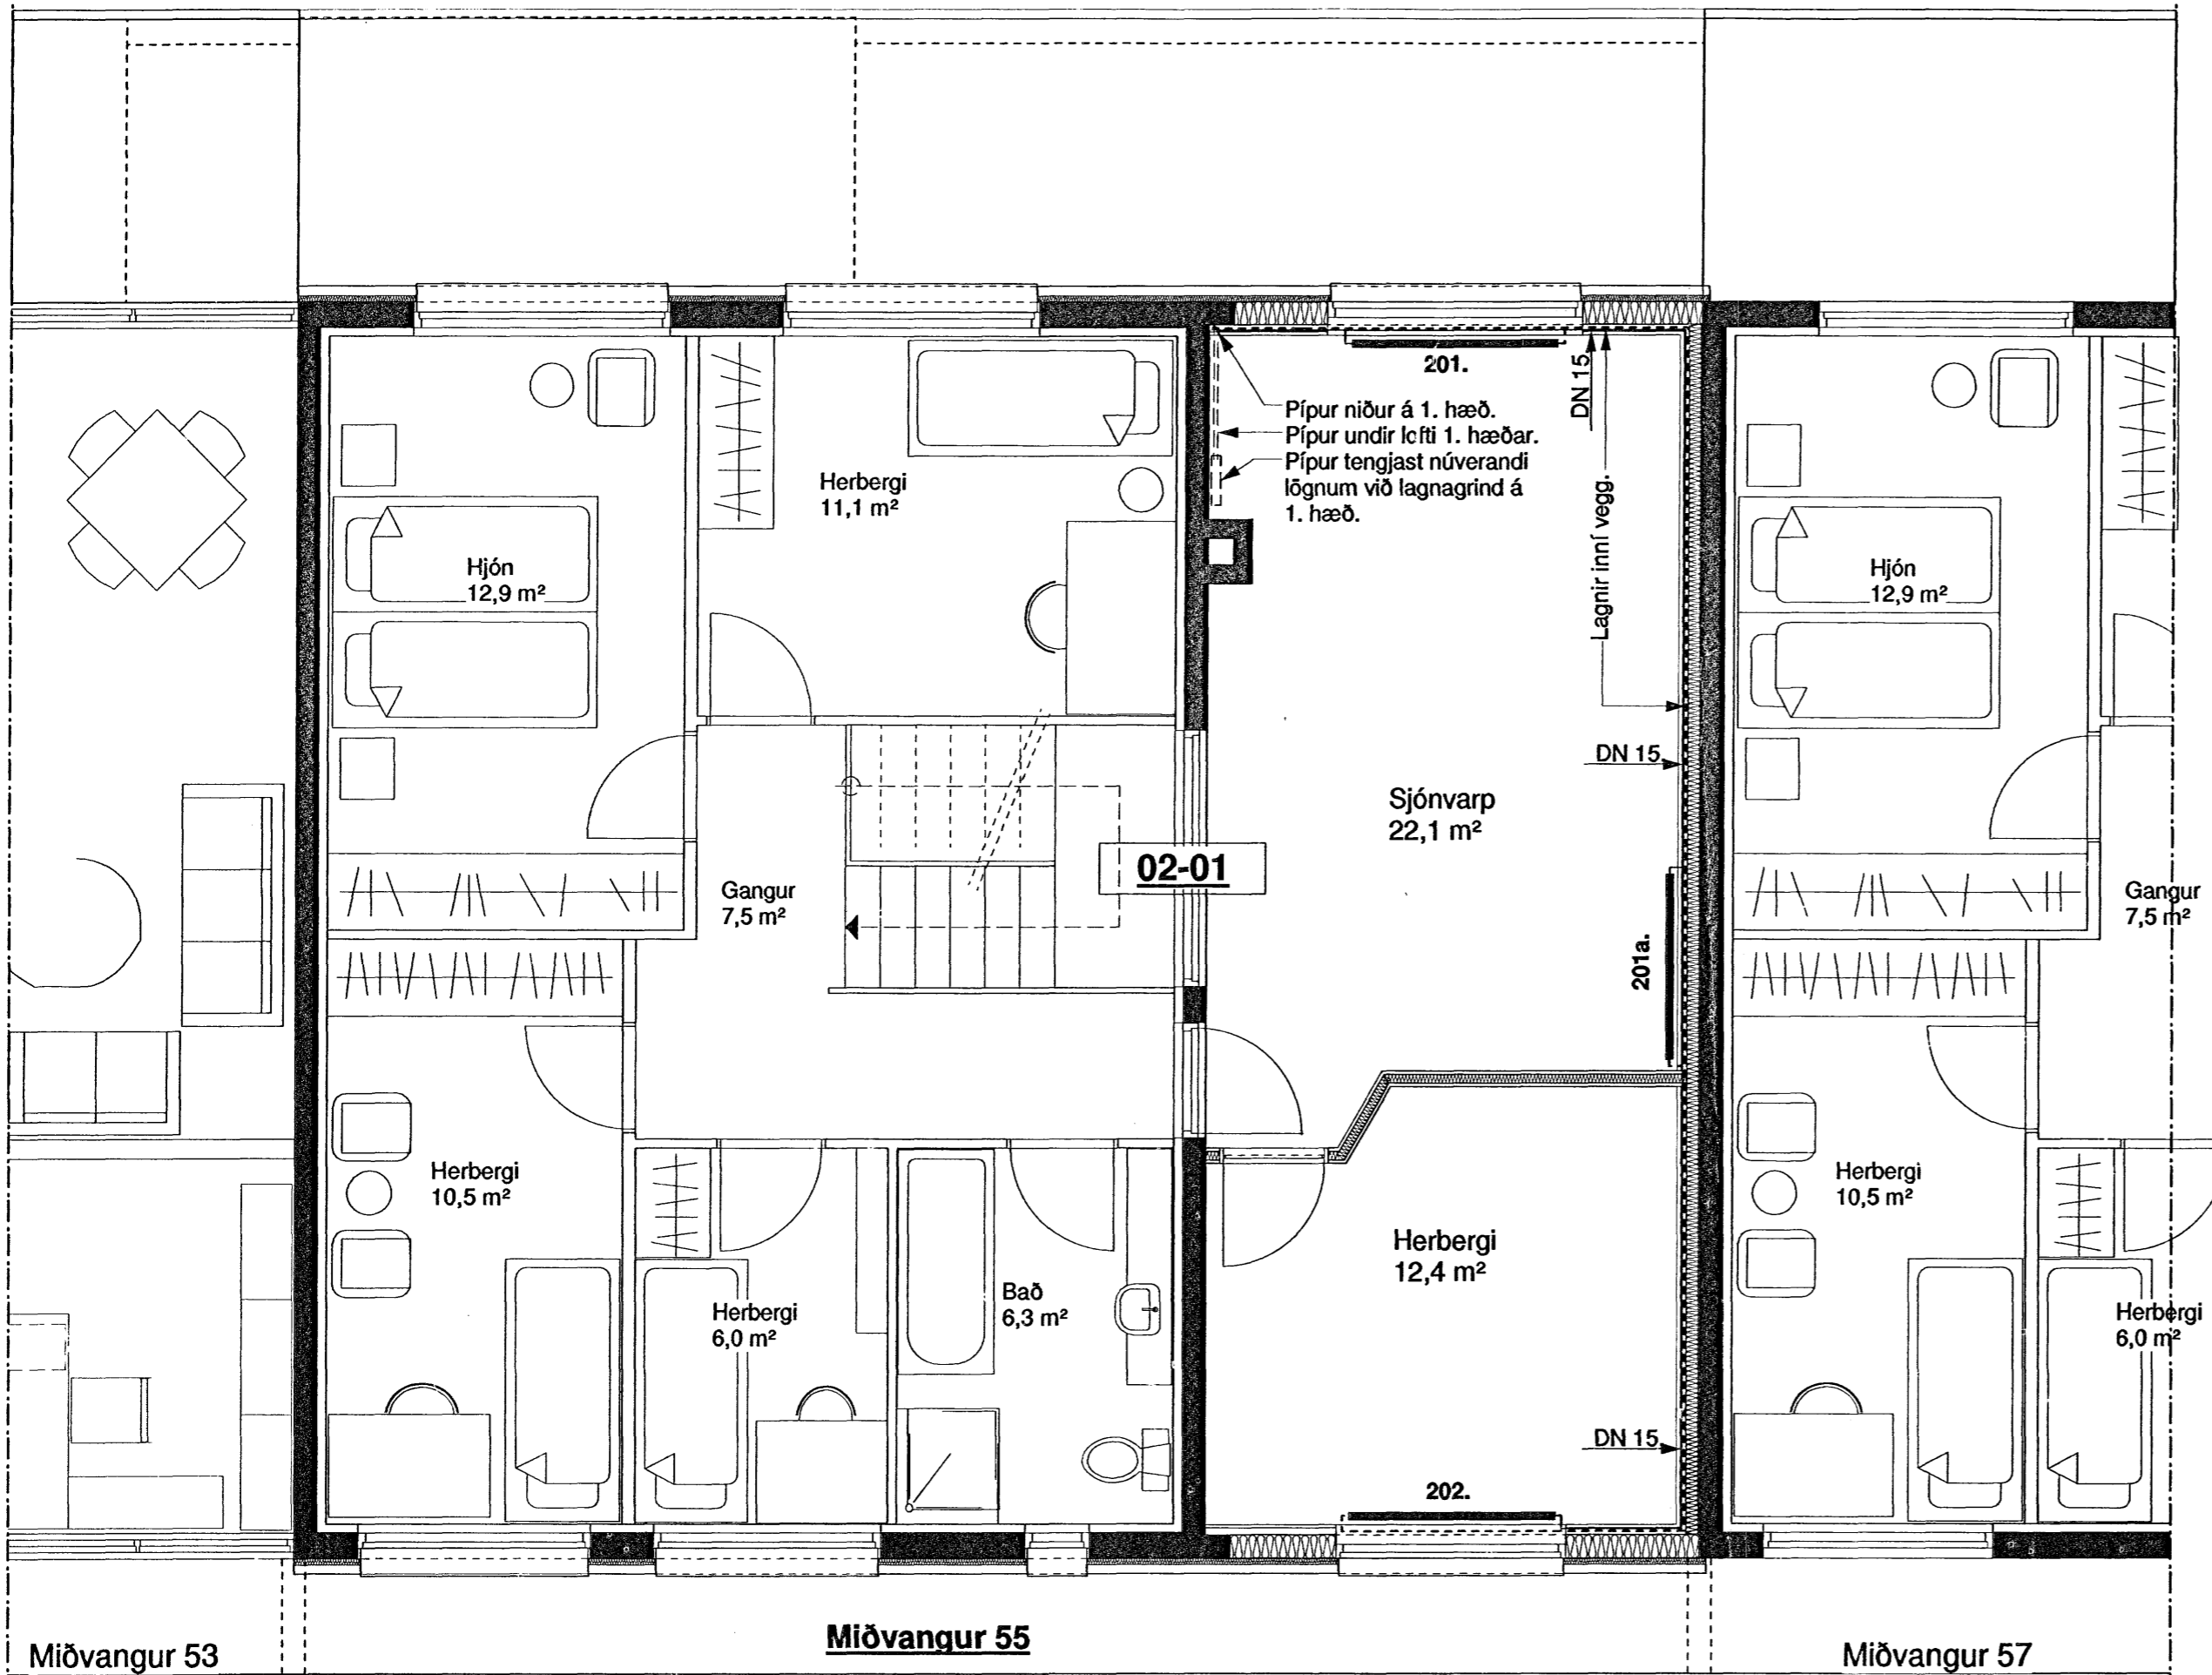 201.
DN 15
Pípur niður á 1. hæð.
Pípur undir lofti 1. hæðar.
Pípur tengjast núverandi
lögnum við lagnagrind á
1. hæð.
Lagnir inní vegg.
Herbergi
11,1 m²
Hjón
12,9 m²
Hjón
12,9 m²
DN 15
Sjónvarp
22,1 m²
02-01
Gangur
7,5 m²
Gangur
7,5 m²
201a.
Herbergi
10,5 m²
Herbergi
10,5 m²
Herbergi
12,4 m²
Bað
6,3 m²
Herbergi
6,0 m²
Herbergi
6,0 m²
DN 15
202.
Miðvangur 53
Miðvangur 55
Miðvangur 57